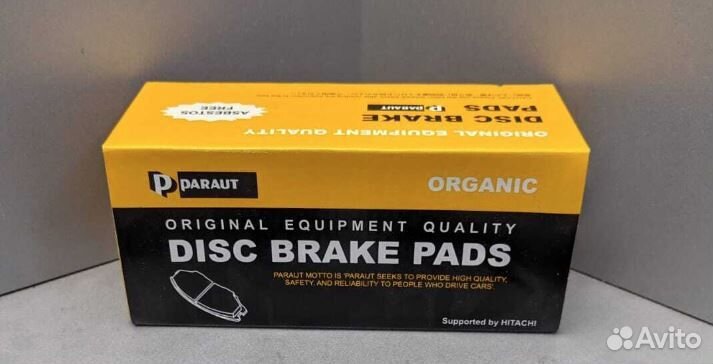 ASBESTOS
FREE
DISC BRAKE
PADS PARAUT
ORIGINAL EQUIPMENT QUALITY
PARAUT
ORGANIC
ORIGINAL EQUIPMENT QUALITY
DISC BRAKE PADS
PARAUT MOTTO IS 'PARAUT SEEKS TO PROVIDE HIGH QUALITY,
SAFETY, AND RELIABILITY TO PEOPLE WHO DRIVE CARS'.
Supported by HITACHI
Avito